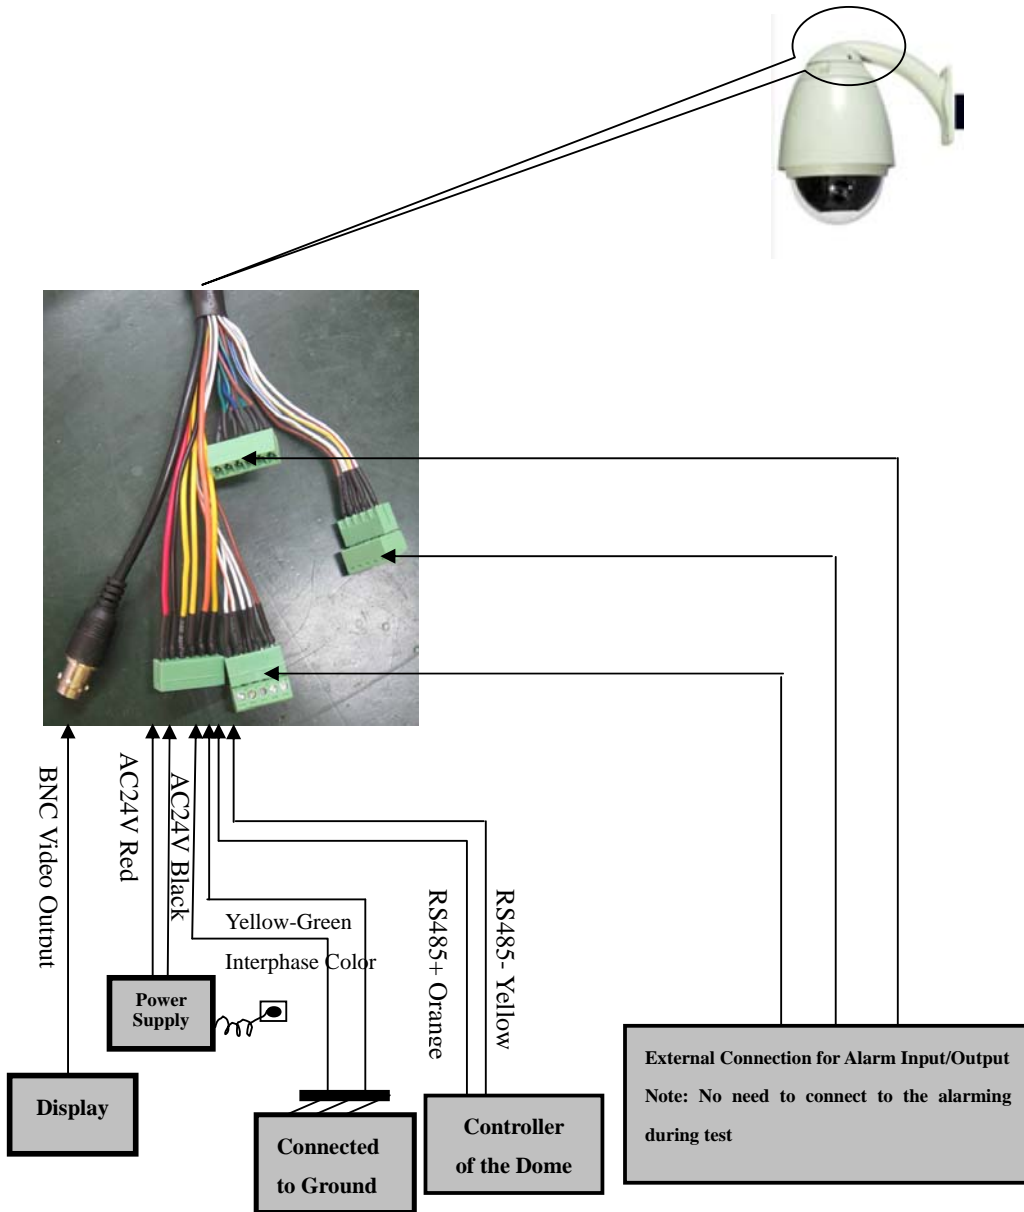 BNC Video Output
AC24V Red
AC24V Black
Yellow-Green
Interphase Color
RS485+ Orange
RS485- Yellow
Power
Supply
Display
Connected
to Ground
Controller
of the Dome
External Connection for Alarm Input/Output
Note: No need to connect to the alarming
during test